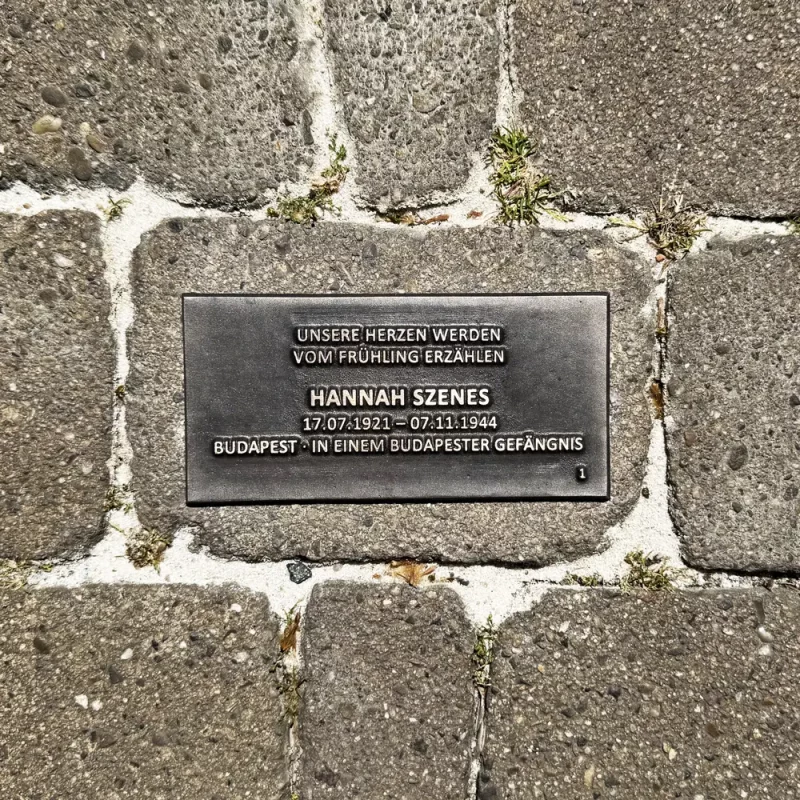 UNSERE HERZEN WERDEN
VOM FRÜHLING ERZÄHLEN
HANNAH SZENES
17.07.1921 – 07.11.1944
BUDAPEST · IN EINEM BUDAPESTER GEFÄNGNIS
1